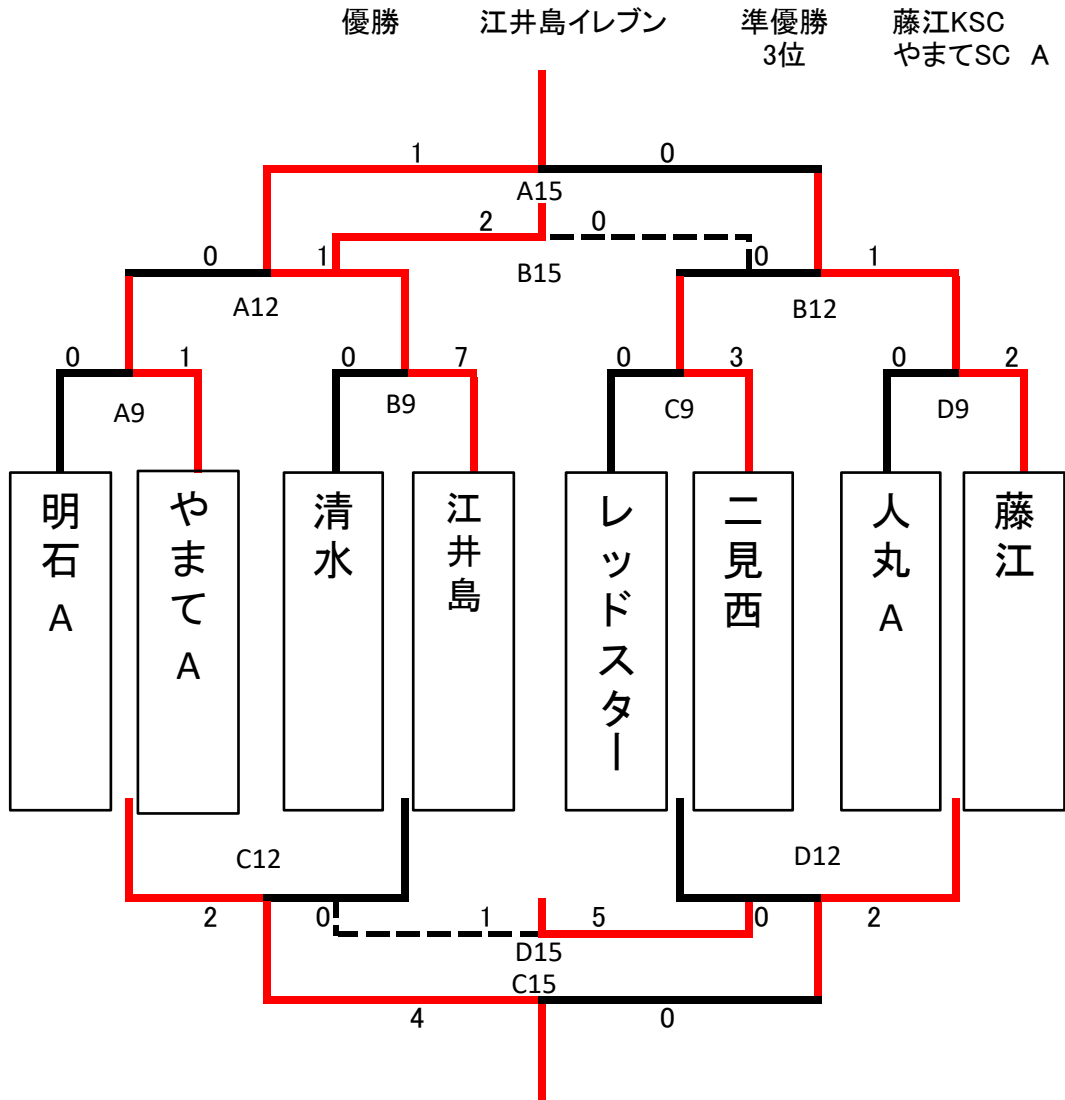 優勝 江井島イレブン 準優勝 藤江KSC
3位 やまてSC A
1 0
A15
2 0
0 1 B15 0 1
A12 B12
0 1 0 7 0 3 0 2
A9 B9 C9 D9
明石A
やまてA
清水
江井島
レッドスター
二見西
人丸A
藤江
C12 D12
2 0 1 5 0 2
D15
C15
4 0